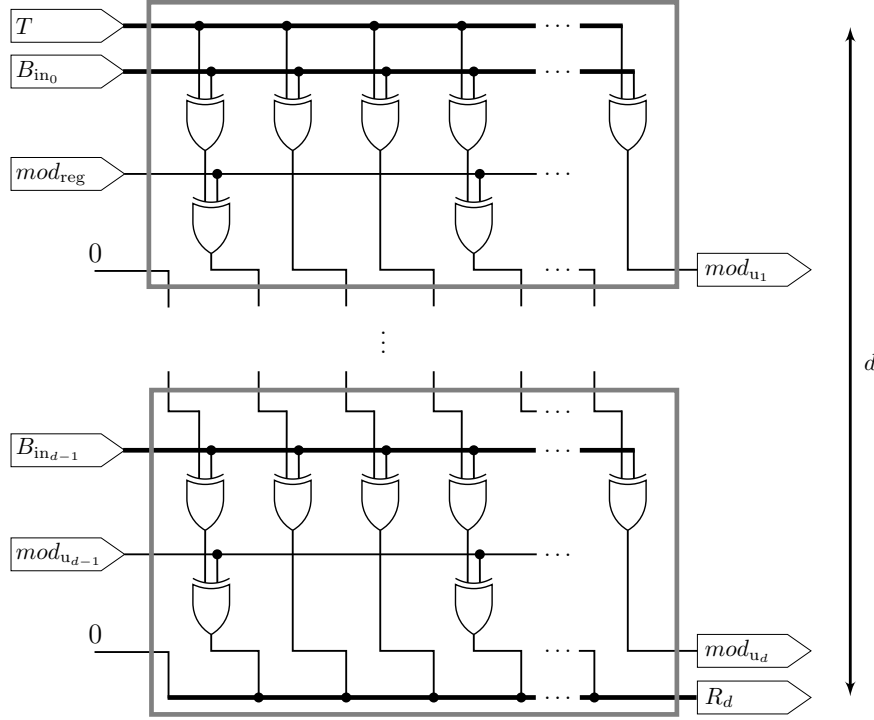 T
· · ·
B_{in_0}
· · ·
mod_{reg}
· · ·
0
· · ·
mod_{u_1}
⋮
d
· · ·
B_{in_{d−1}}
· · ·
mod_{u_{d−1}}
· · ·
0
· · ·
mod_{u_d}
· · ·
R_d